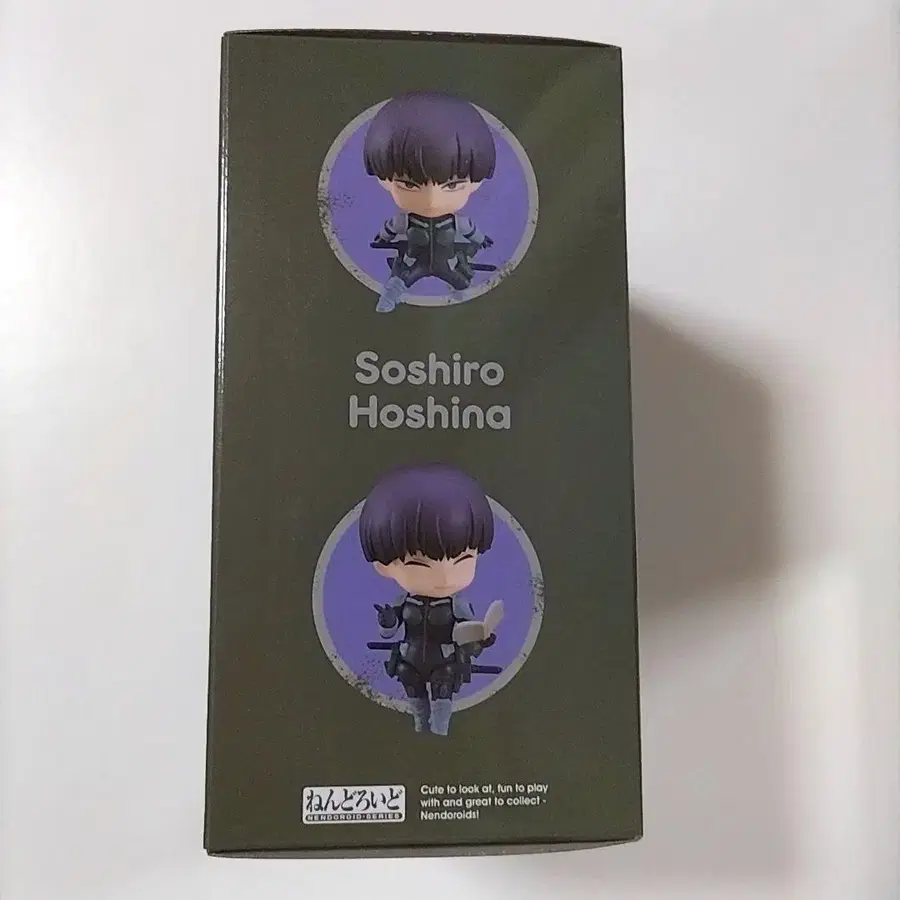 Soshiro
Hoshina
ねんどろいど
NENDOROID·SERIES
Cute to look at, fun to play
with and great to collect -
Nendoroids!